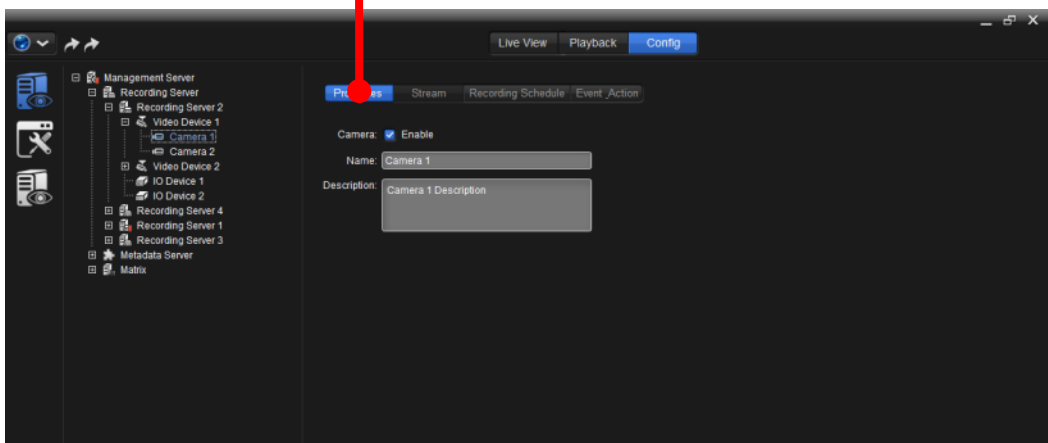 Live View Playback Config
Management Server
Recording Server
Recording Server 2
Video Device 1
Camera 1
Camera 2
Video Device 2
IO Device 1
IO Device 2
Recording Server 4
Recording Server 1
Recording Server 3
Metadata Server
Matrix
Stream Recording Schedule Event_Action
Camera: Enable
Name: Camera 1
Description: Camera 1 Description